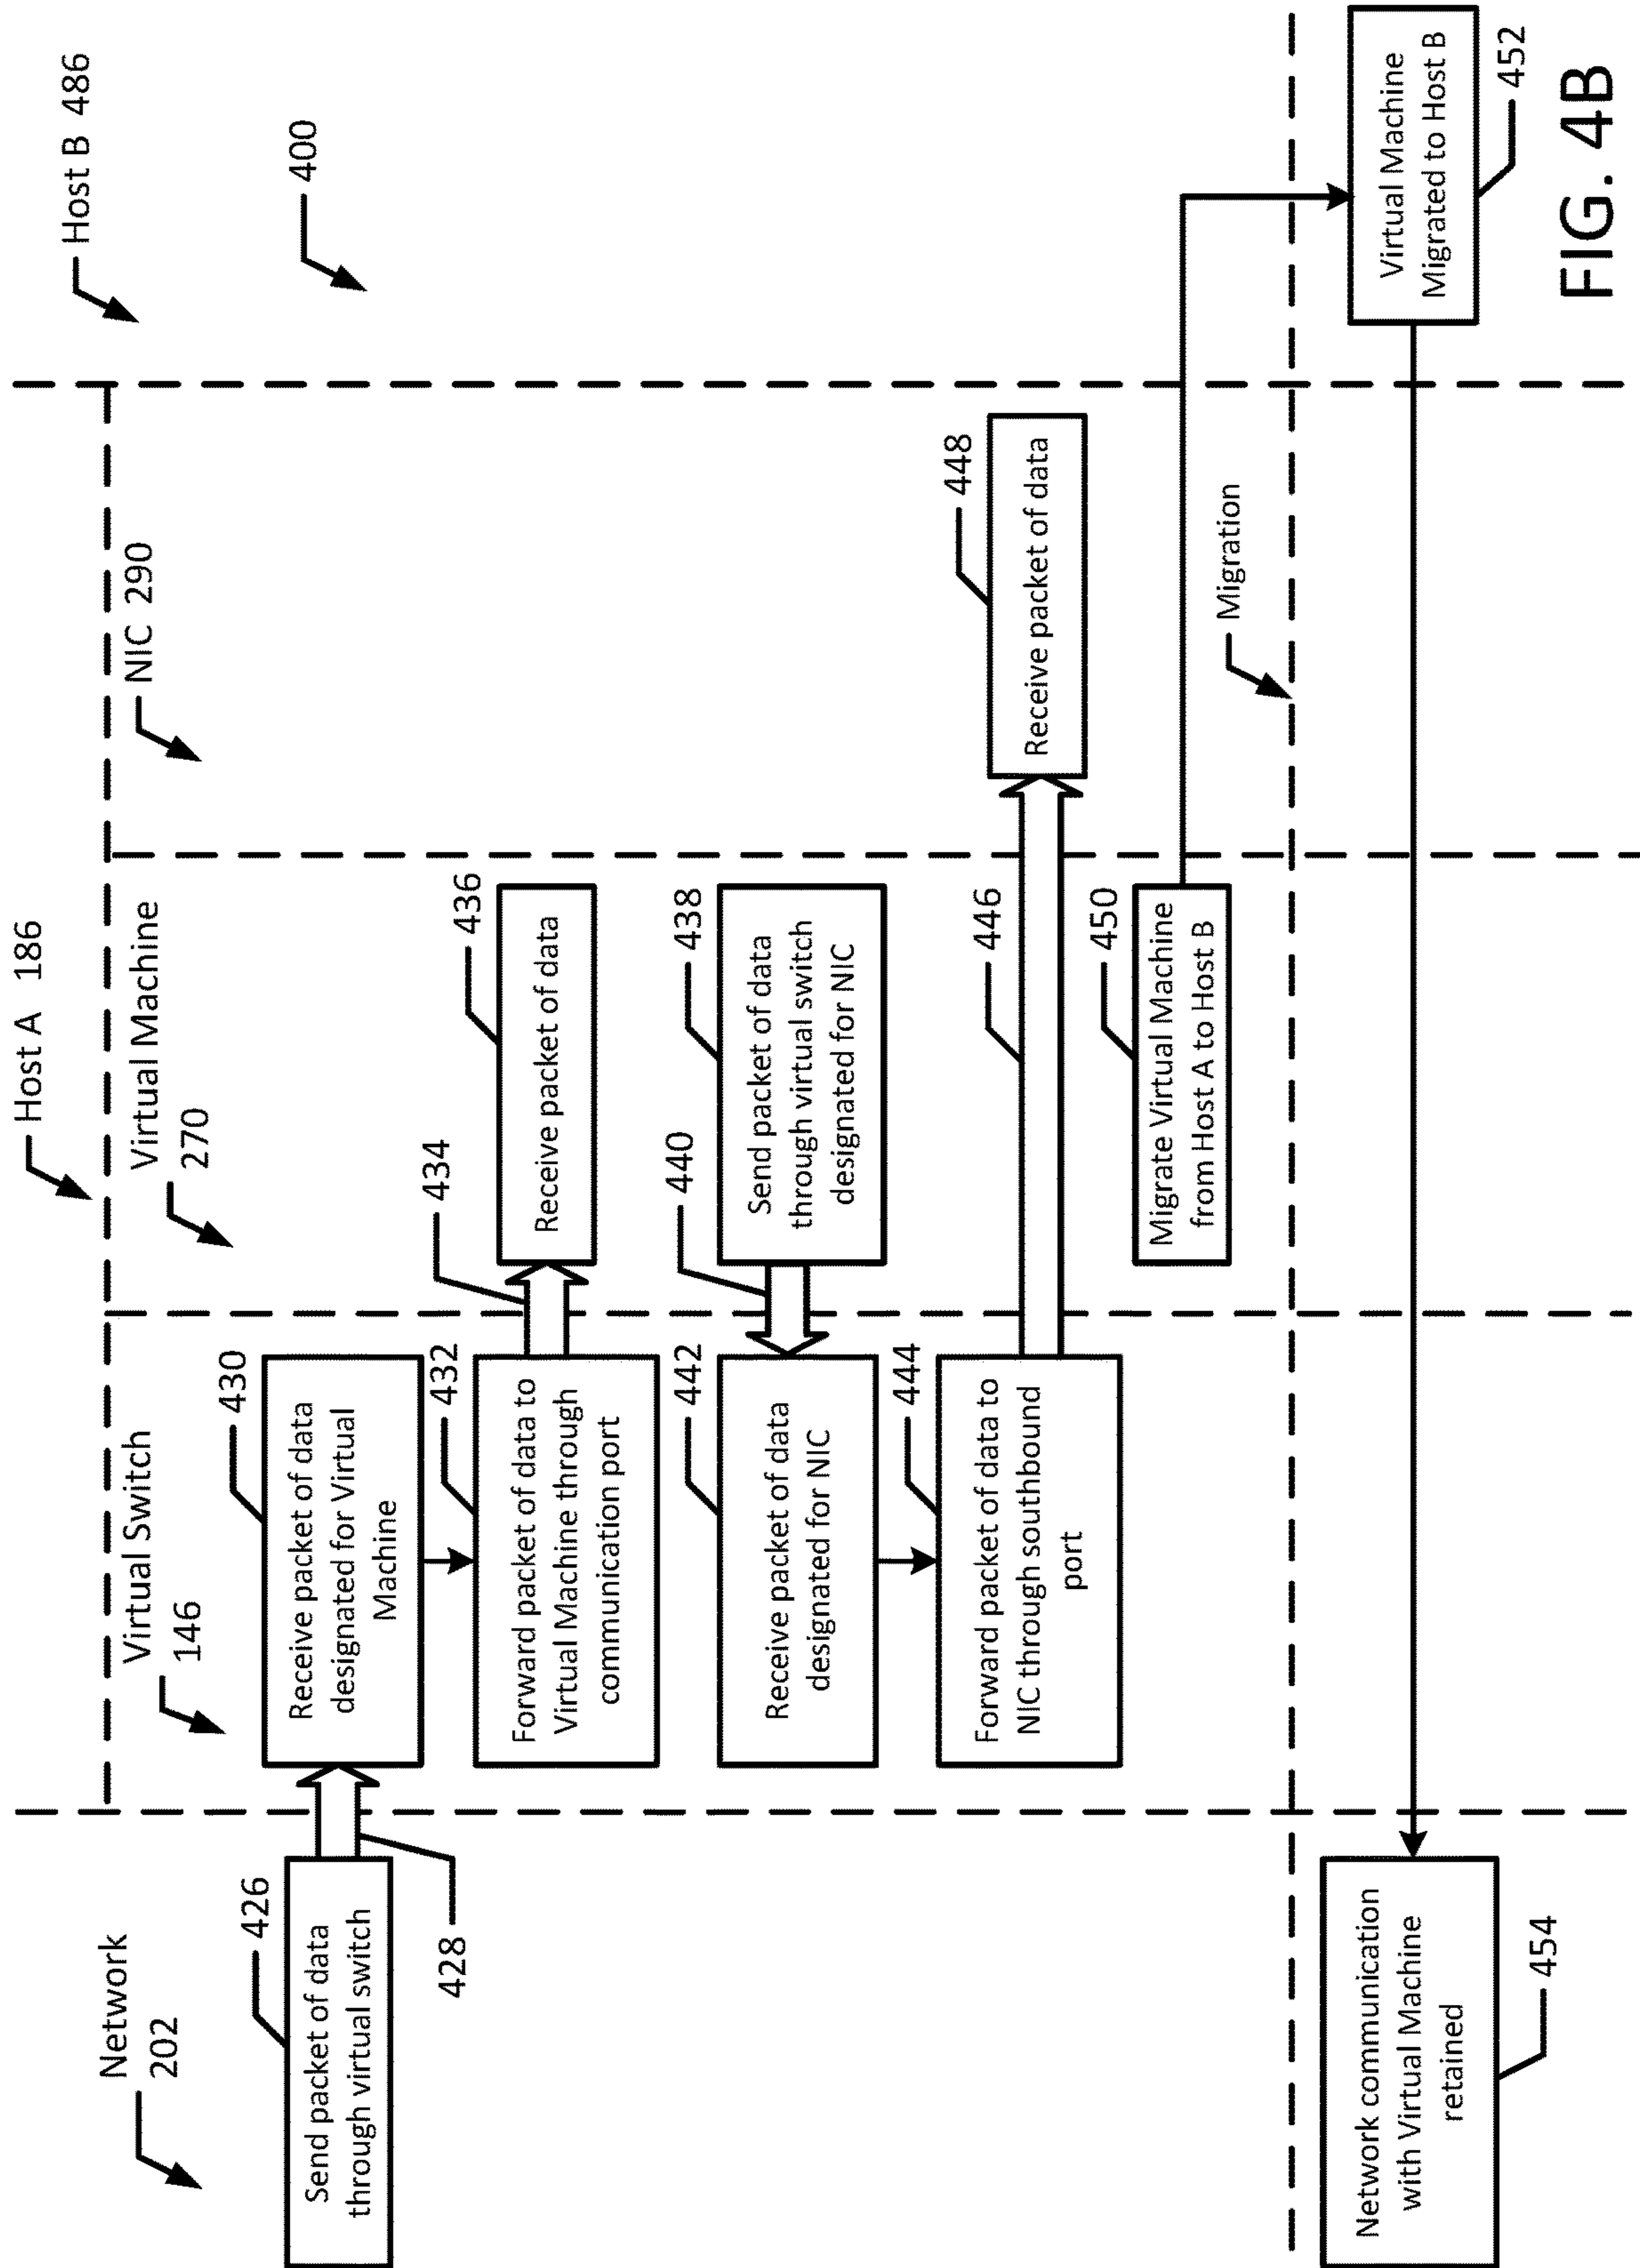 Host A 186
Host B 486
Network
202
Virtual Switch
146
Virtual Machine
270
NIC 290
400
426
Send packet of data
through virtual switch
428
430
Receive packet of data
designated for Virtual
Machine
432
Forward packet of data to
Virtual Machine through
communication port
434
436
Receive packet of data
438
Send packet of data
through virtual switch
designated for NIC
440
442
Receive packet of data
designated for NIC
444
Forward packet of data to
NIC through southbound
port
446
448
Receive packet of data
450
Migrate Virtual Machine
from Host A to Host B
Migration
Virtual Machine
Migrated to Host B
452
Network communication
with Virtual Machine
retained
454
FIG. 4B